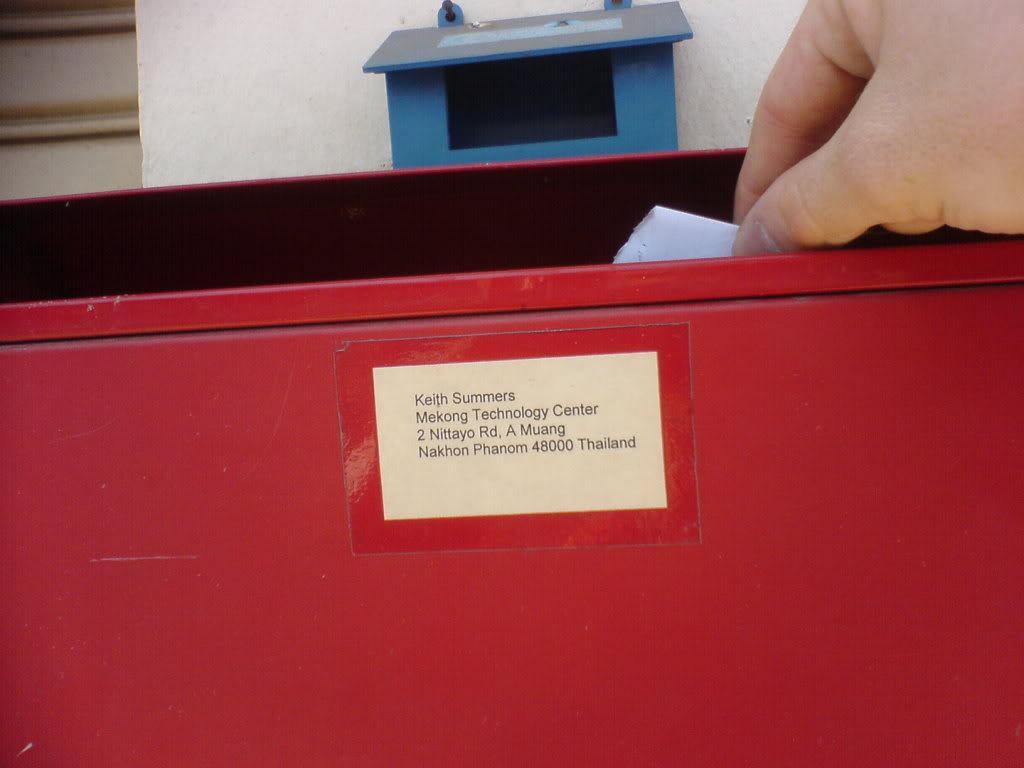 Keith Summers
Mekong Technology Center
2 Nittayo Rd, A Muang
Nakhon Phanom 48000 Thailand